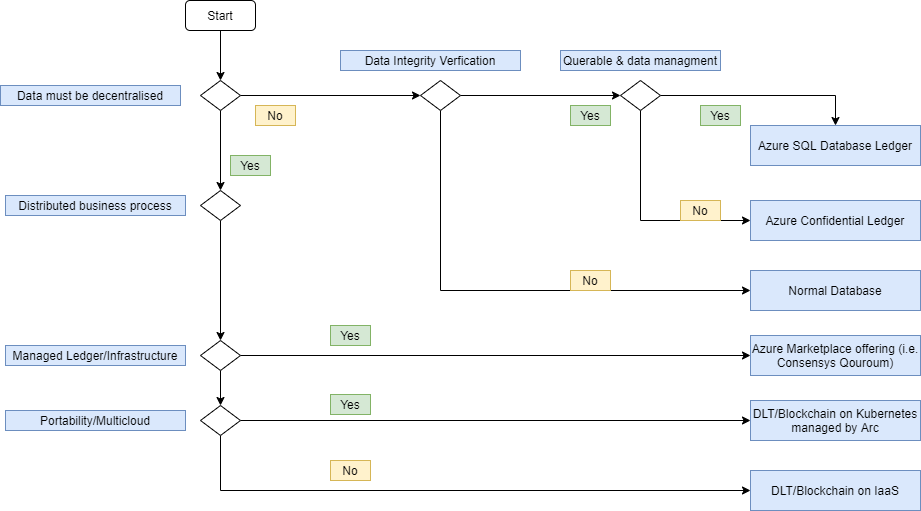 Start
Data Integrity Verfication
Querable & data managment
Data must be decentralised
No
Yes
Yes
Azure SQL Database Ledger
Yes
Distributed business process
No
Azure Confidential Ledger
No
Normal Database
Yes
Managed Ledger/Infrastructure
Azure Marketplace offering (i.e.
Consensys Qouroum)
Yes
Portability/Multicloud
DLT/Blockchain on Kubernetes
managed by Arc
No
DLT/Blockchain on IaaS